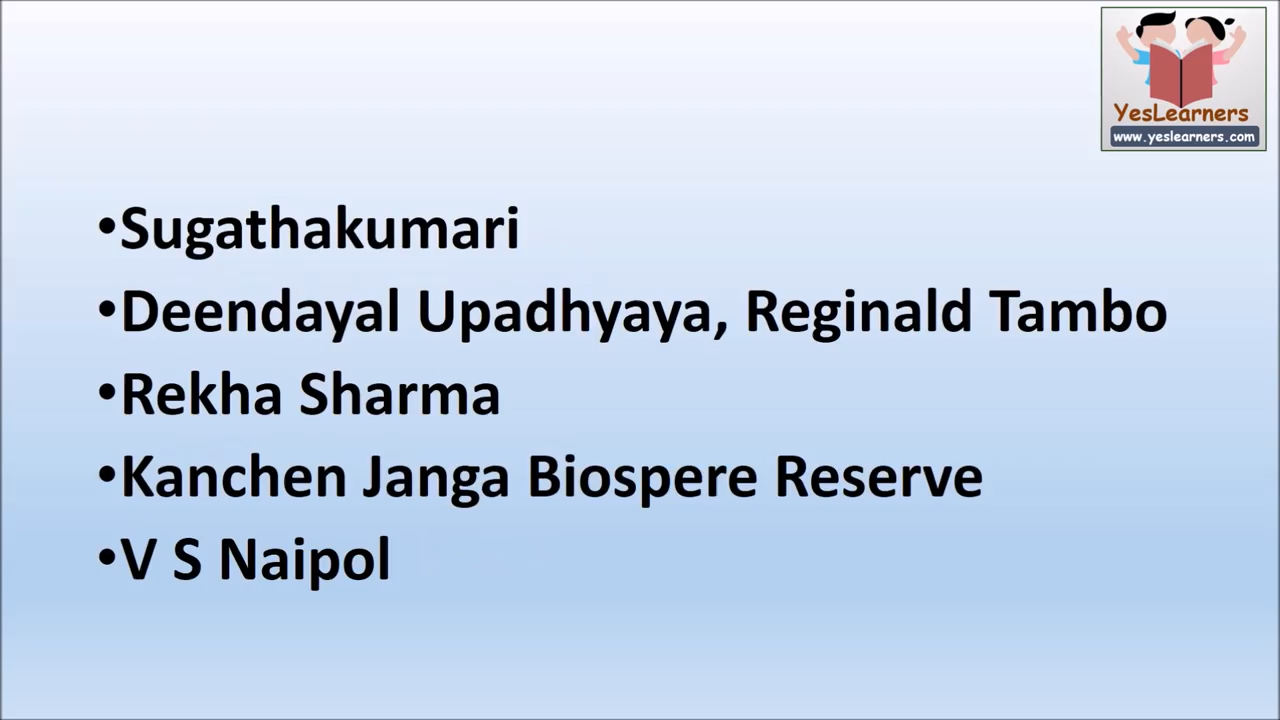 YesLearners
www.yeslearners.com
•Sugathakumari
•Deendayal Upadhyaya, Reginald Tambo
•Rekha Sharma
•Kanchen Janga Biospere Reserve
•V S Naipol